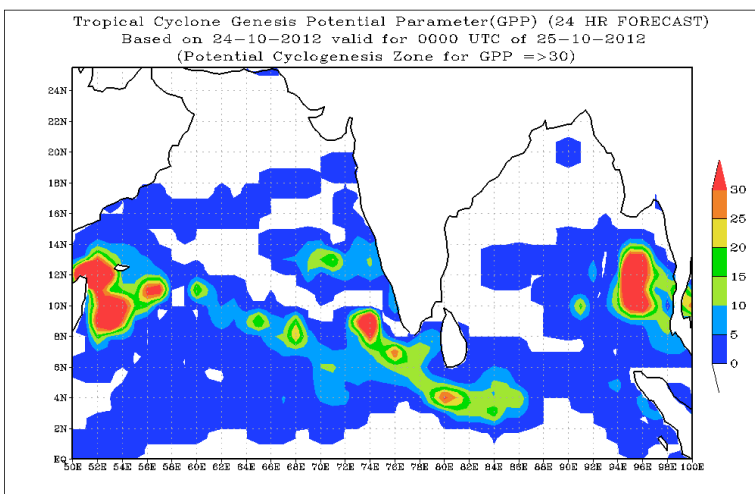 Tropical Cyclone Genesis Potential Parameter(GPP) (24 HR FORECAST)
Based on 24-10-2012 valid for 0000 UTC of 25-10-2012
(Potential Cyclogenesis Zone for GPP =>30)
24N
22N
20N
18N
16N
14N
12N
10N
8N
6N
4N
2N
EQ
50E 52E 54E 56E 58E 60E 62E 64E 66E 68E 70E 72E 74E 76E 78E 80E 82E 84E 86E 88E 90E 92E 94E 96E 98E 100E
30
25
20
15
10
5
0